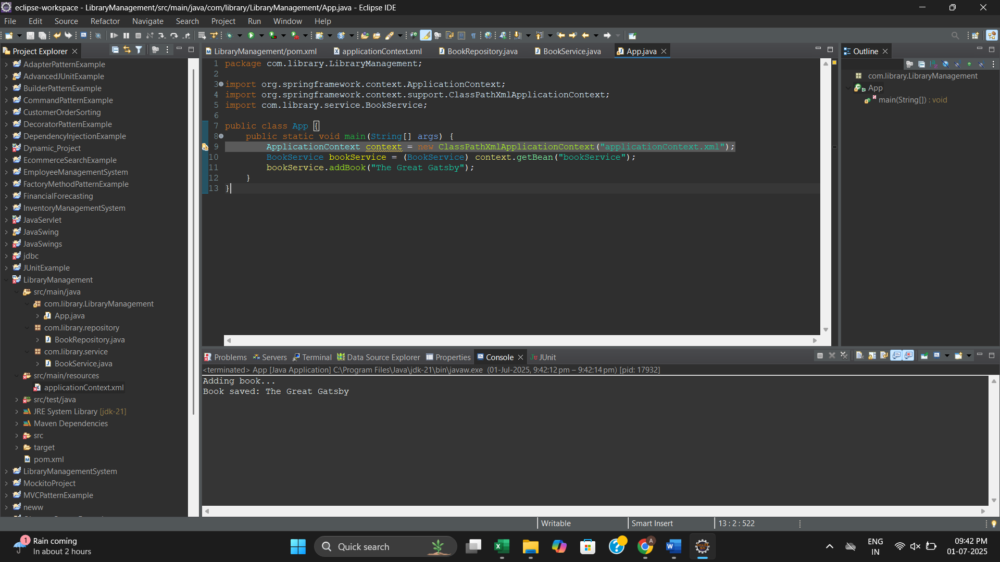 eclipse-workspace - LibraryManagement/src/main/java/com/library/LibraryManagement/App.java - Eclipse IDE
File Edit Source Refactor Navigate Search Project Run Window Help
Project Explorer
AdapterPatternExample
AdvancedJUnitExample
BuilderPatternExample
CommandPatternExample
CustomerOrderSorting
DecoratorPatternExample
DependencyInjectionExample
Dynamic_Project
EcommerceSearchExample
EmployeeManagementSystem
FactoryMethodPatternExample
FinancialForecasting
InventoryManagementSystem
JavaServlet
JavaSwing
JavaSwings
jdbc
JUnitExample
LibraryManagement
src/main/java
com.library.LibraryManagement
App.java
com.library.repository
BookRepository.java
com.library.service
BookService.java
src/main/resources
applicationContext.xml
src/test/java
JRE System Library [jdk-21]
Maven Dependencies
src
target
pom.xml
LibraryManagementSystem
MockitoProject
MVCPatternExample
neww
LibraryManagement/pom.xml applicationContext.xml BookRepository.java BookService.java App.java
1 package com.library.LibraryManagement;
2
3 import org.springframework.context.ApplicationContext;
4 import org.springframework.context.support.ClassPathXmlApplicationContext;
5 import com.library.service.BookService;
6
7 public class App {
8 public static void main(String[] args) {
9 ApplicationContext context = new ClassPathXmlApplicationContext("applicationContext.xml");
10 BookService bookService = (BookService) context.getBean("bookService");
11 bookService.addBook("The Great Gatsby");
12 }
13 }
Outline
com.library.LibraryManagement
App
main(String[]) : void
Problems Servers Terminal Data Source Explorer Properties Console JUnit
<terminated> App [Java Application] C:\Program Files\Java\jdk-21\bin\javaw.exe (01-Jul-2025, 9:42:12 pm – 9:42:14 pm) [pid: 17932]
Adding book...
Book saved: The Great Gatsby
Writable Smart Insert 13 : 2 : 522
1
Rain coming
In about 2 hours
Quick search
A
ENG
IN
09:42 PM
01-07-2025